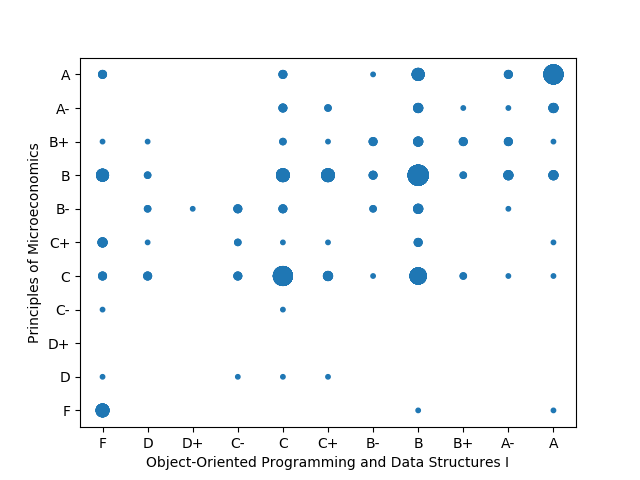 A
A-
B+
B
B-
C+
C
C-
D+
D
F
Principles of Microeconomics
F D D+ C- C C+ B- B B+ A- A
Object-Oriented Programming and Data Structures I